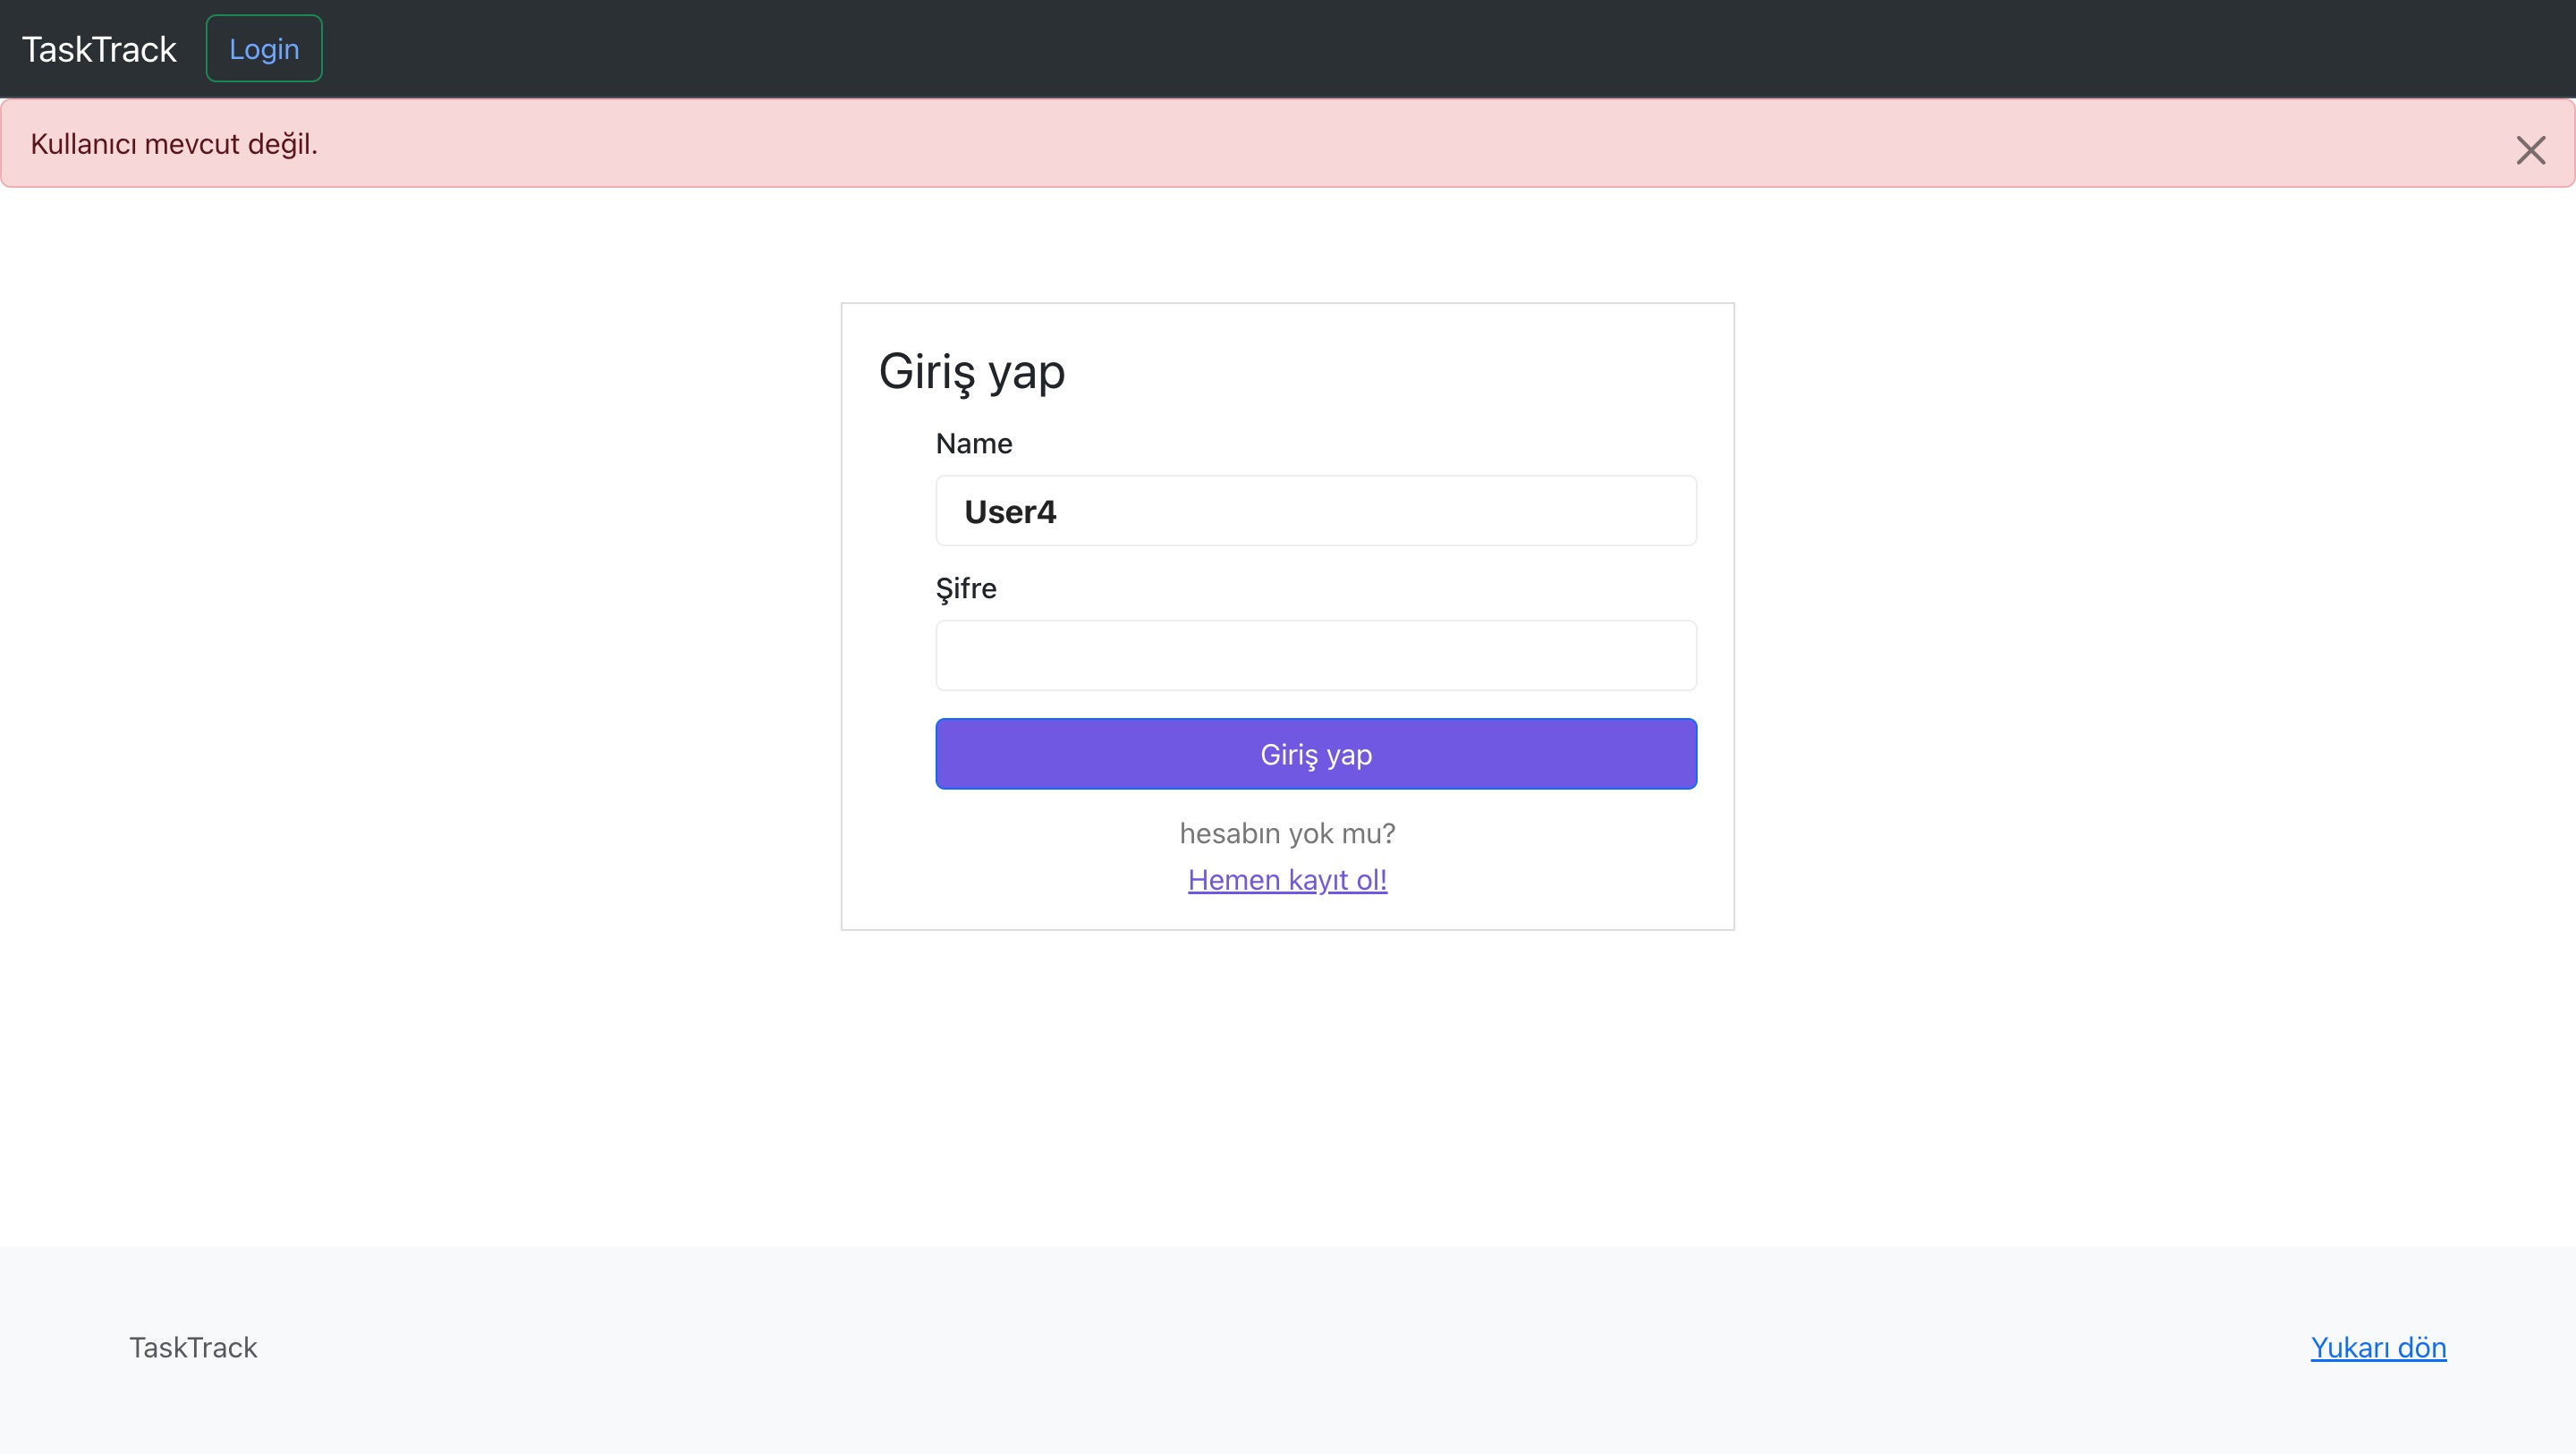 TaskTrack Login
Kullanıcı mevcut değil.
Giriş yap
Name
User4
Şifre
Giriş yap
hesabın yok mu?
Hemen kayıt ol!
TaskTrack
Yukarı dön